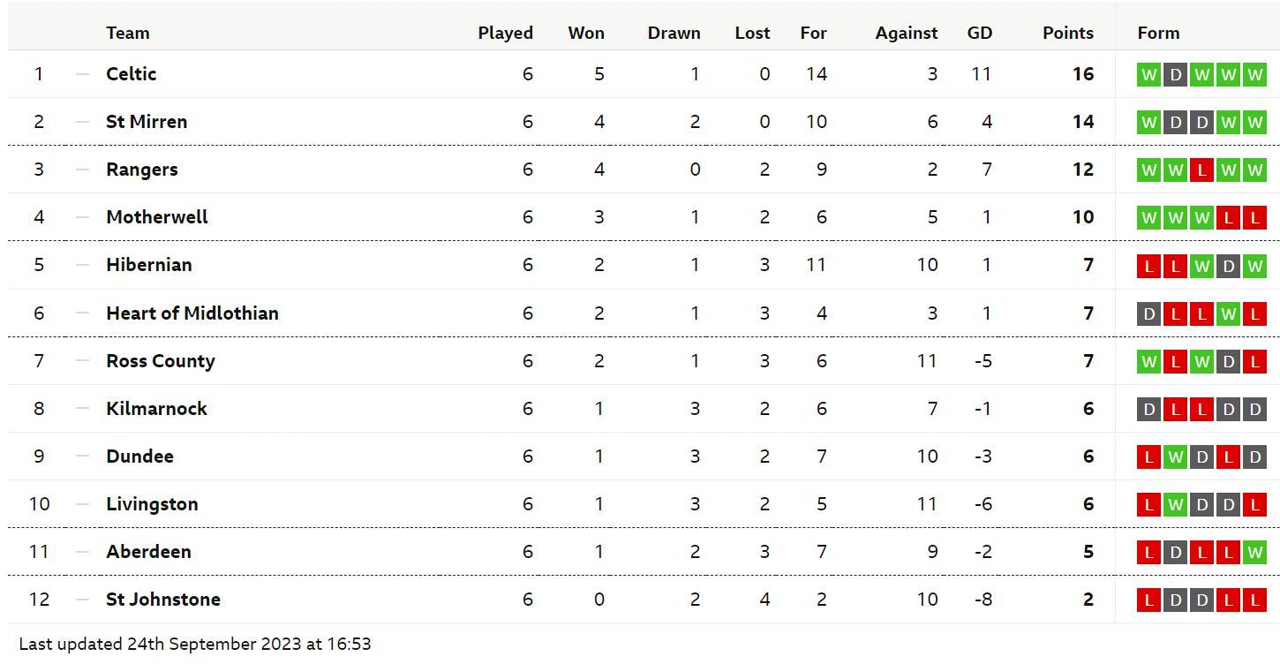 Team Played Won Drawn Lost For Against GD Points Form
1 — Celtic 6 5 1 0 14 3 11 16 W D W W W
2 — St Mirren 6 4 2 0 10 6 4 14 W D D W W
3 — Rangers 6 4 0 2 9 2 7 12 W W L W W
4 — Motherwell 6 3 1 2 6 5 1 10 W W W L L
5 — Hibernian 6 2 1 3 11 10 1 7 L L W D W
6 — Heart of Midlothian 6 2 1 3 4 3 1 7 D L L W L
7 — Ross County 6 2 1 3 6 11 -5 7 W L W D L
8 — Kilmarnock 6 1 3 2 6 7 -1 6 D L L D D
9 — Dundee 6 1 3 2 7 10 -3 6 L W D L D
10 — Livingston 6 1 3 2 5 11 -6 6 L W D D L
11 — Aberdeen 6 1 2 3 7 9 -2 5 L D L L W
12 — St Johnstone 6 0 2 4 2 10 -8 2 L D D L L
Last updated 24th September 2023 at 16:53